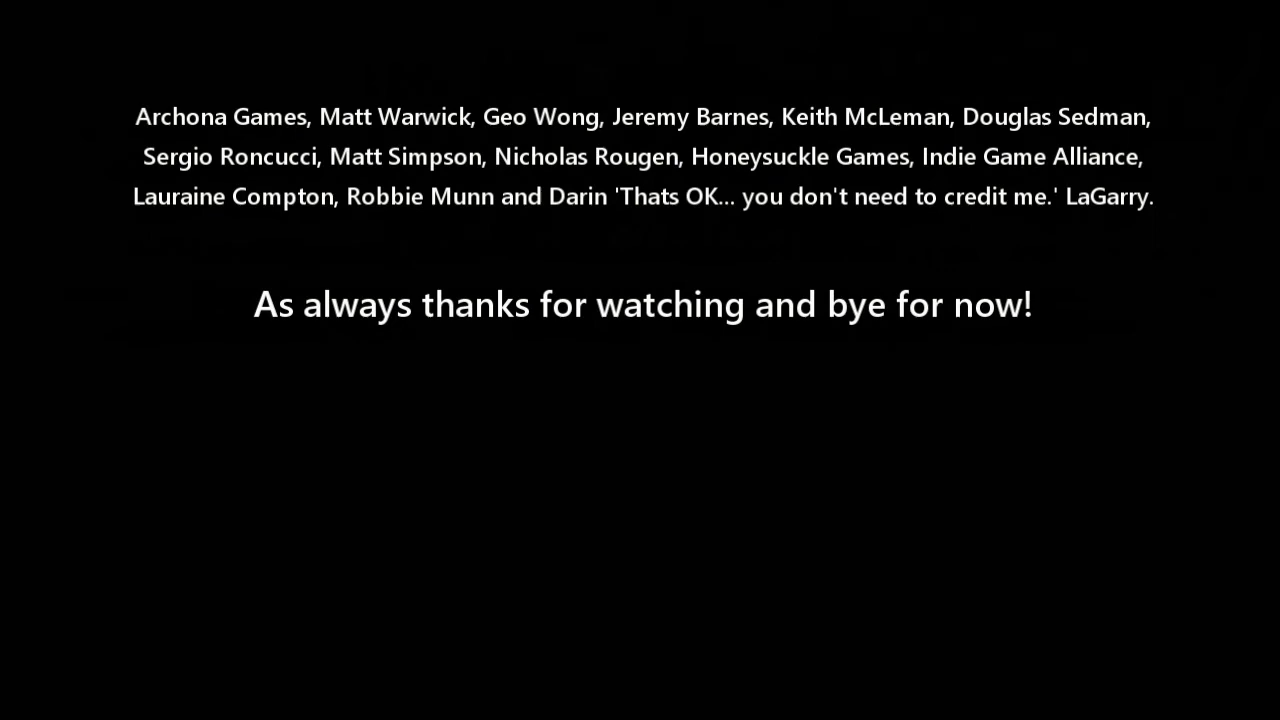 Archona Games, Matt Warwick, Geo Wong, Jeremy Barnes, Keith McLeman, Douglas Sedman,
Sergio Roncucci, Matt Simpson, Nicholas Rougen, Honeysuckle Games, Indie Game Alliance,
Lauraine Compton, Robbie Munn and Darin 'Thats OK... you don't need to credit me.' LaGarry.
As always thanks for watching and bye for now!